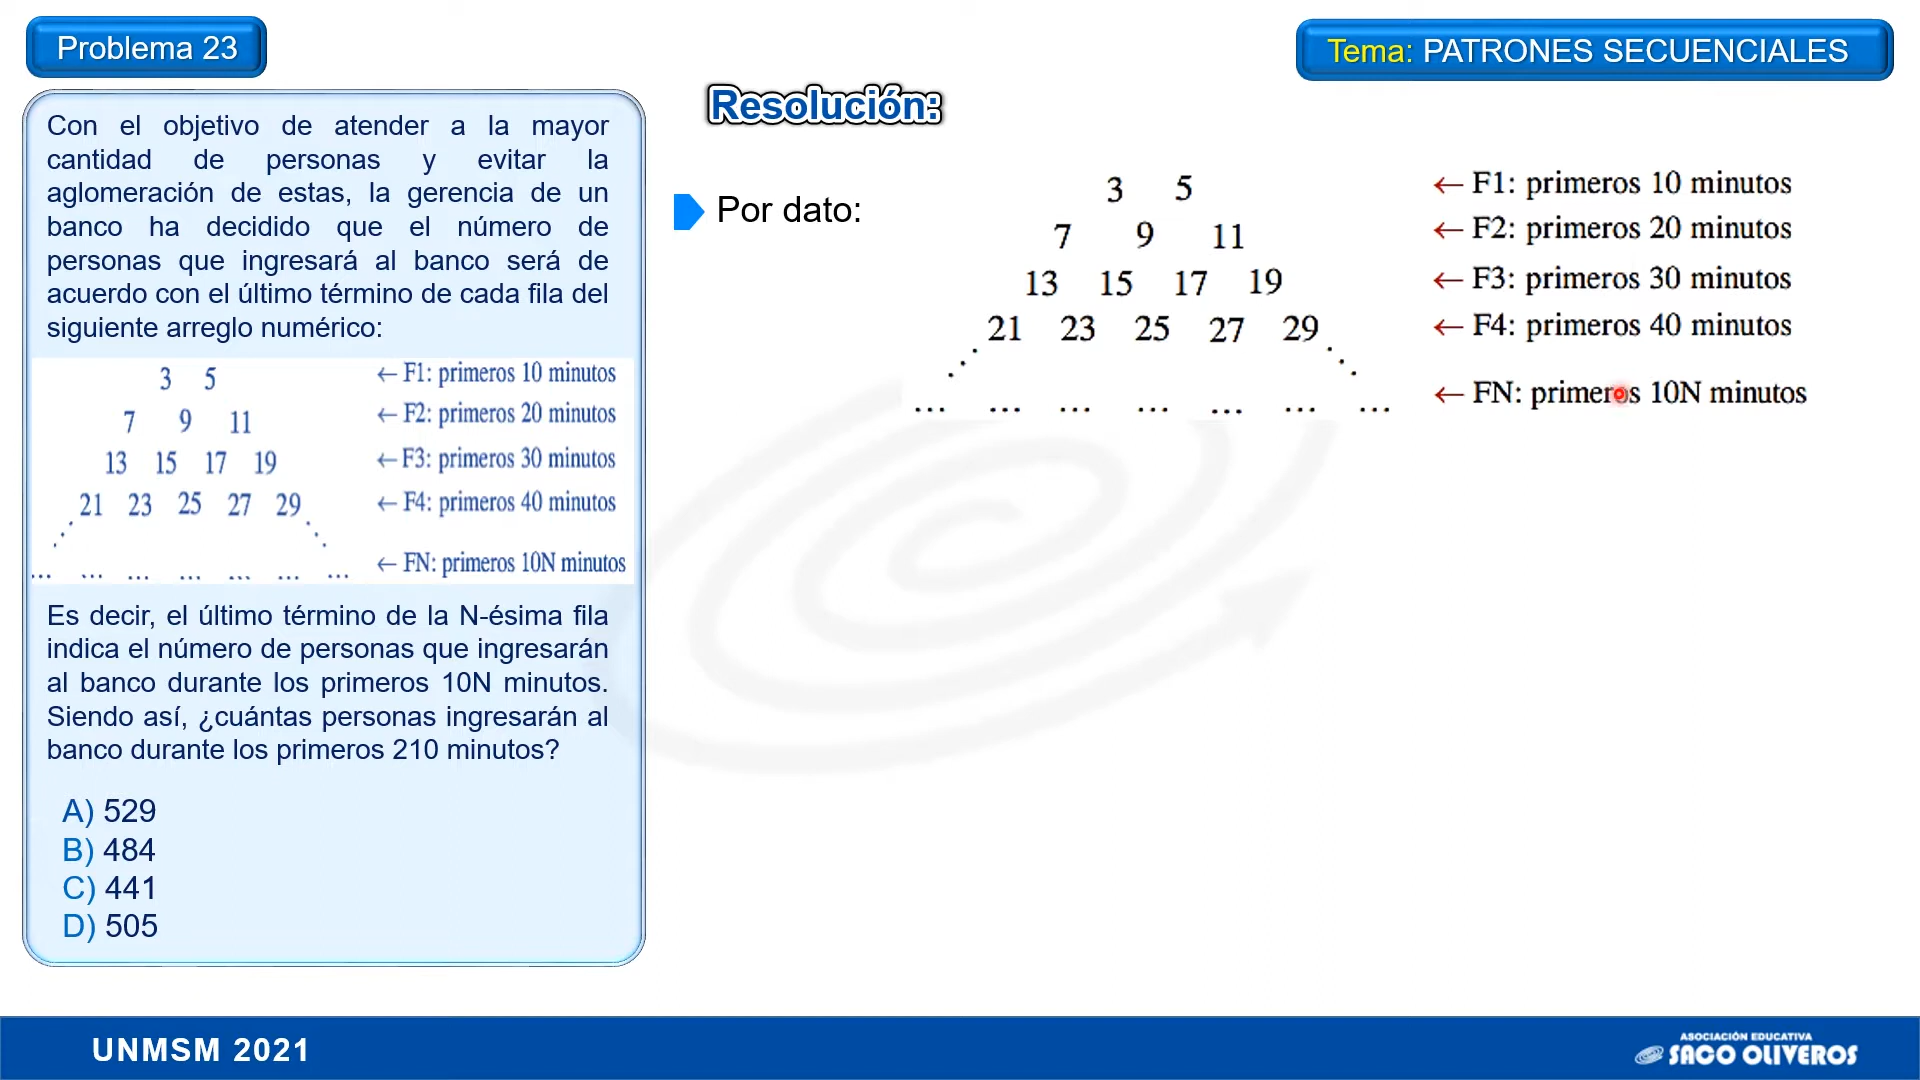 Problema 23
Tema: PATRONES SECUENCIALES
Con el objetivo de atender a la mayor
cantidad de personas y evitar la
aglomeración de estas, la gerencia de un
banco ha decidido que el número de
personas que ingresará al banco será de
acuerdo con el último término de cada fila del
siguiente arreglo numérico:
3 5 ← F1: primeros 10 minutos
7 9 11 ← F2: primeros 20 minutos
13 15 17 19 ← F3: primeros 30 minutos
21 23 25 27 29 ← F4: primeros 40 minutos
... ... ... ... ... ... ... ← FN: primeros 10N minutos
Es decir, el último término de la N-ésima fila
indica el número de personas que ingresarán
al banco durante los primeros 10N minutos.
Siendo así, ¿cuántas personas ingresarán al
banco durante los primeros 210 minutos?
A) 529
B) 484
C) 441
D) 505
Resolución:
Por dato:
3 5 ← F1: primeros 10 minutos
7 9 11 ← F2: primeros 20 minutos
13 15 17 19 ← F3: primeros 30 minutos
21 23 25 27 29 ← F4: primeros 40 minutos
... ... ... ... ... ... ... ← FN: primeros 10N minutos
UNMSM 2021
ASOCIACIÓN EDUCATIVA
SACO OLIVEROS